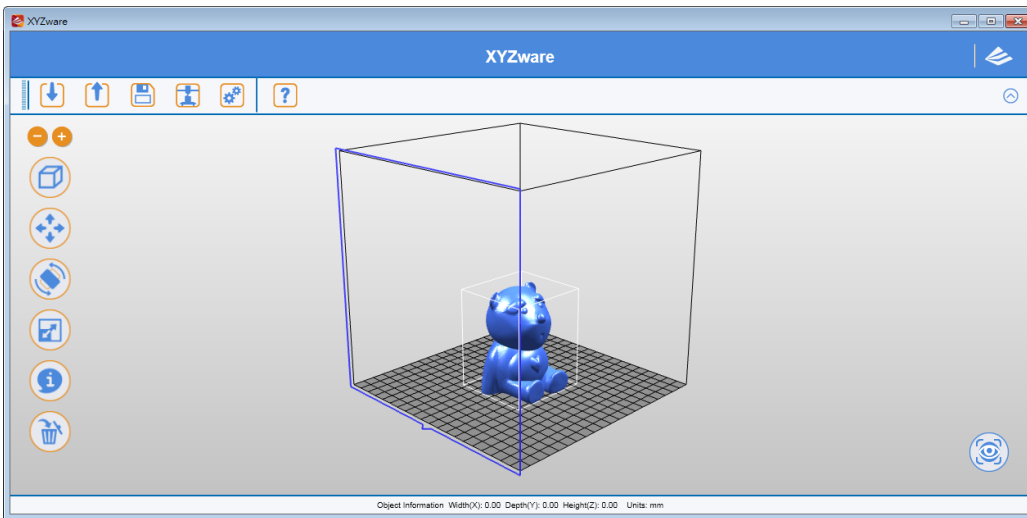 XYZware
XYZware
?
i
Object Information Width(X): 0.00 Depth(Y): 0.00 Height(Z): 0.00 Units: mm